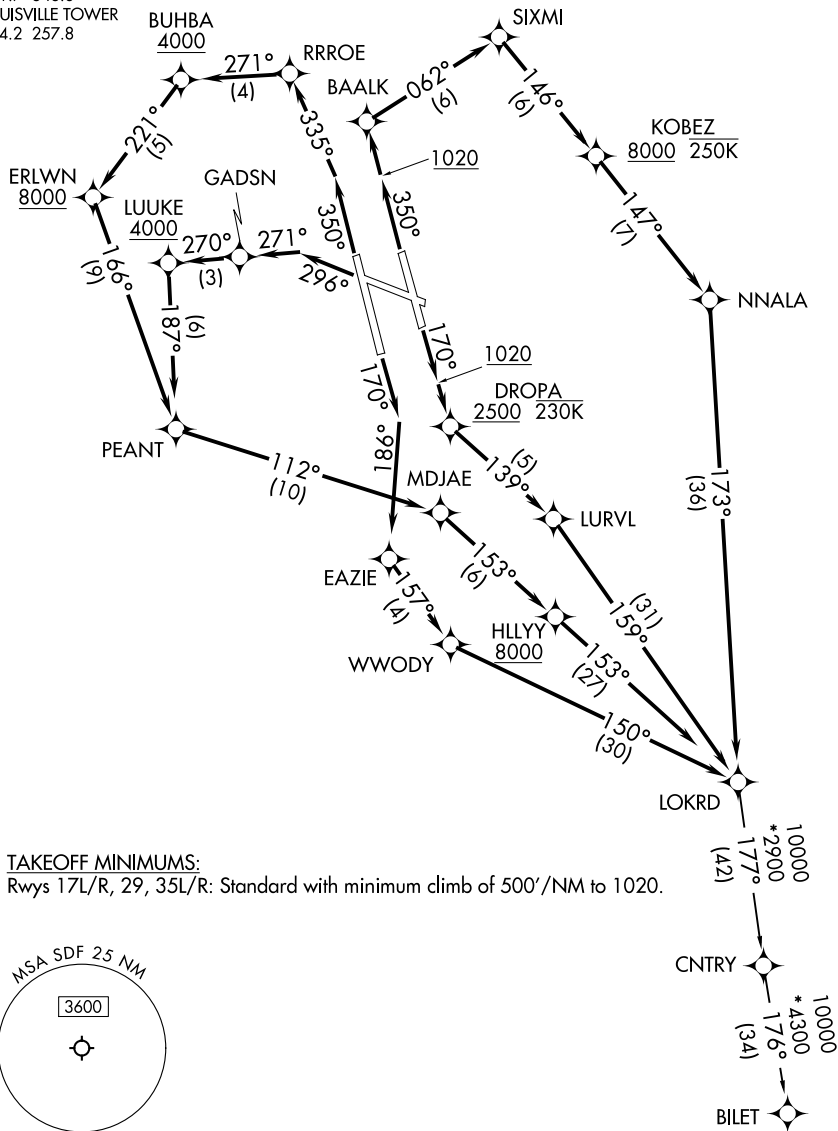 UISVILLE TOWER
4.2 257.8
BUHBA
4000
271°
(4)
RRROE
SIXMI
BAALK
062°
(6)
146°
(6)
KOBEZ
8000 250K
221°
(5)
335°
1020
ERLWN
8000
GADSN
LUUKE
4000
350°
350°
147°
(7)
270°
(3)
271°
296°
166°
(9)
187°
(6)
NNALA
170°
170°
1020
DROPA
2500 230K
PEANT
186°
112°
(10)
MDJAE
139°
(5)
LURVL
173°
(36)
EAZIE
157°
(4)
153°
(6)
159°
(31)
WWODY
HLLYY
8000
153°
(27)
150°
(30)
LOKRD
10000
*2900
177°
(42)
TAKEOFF MINIMUMS:
Rwys 17L/R, 29, 35L/R: Standard with minimum climb of 500'/NM to 1020.
MSA SDF 25 NM
3600
CNTRY
10000
*4300
176°
(34)
BILET